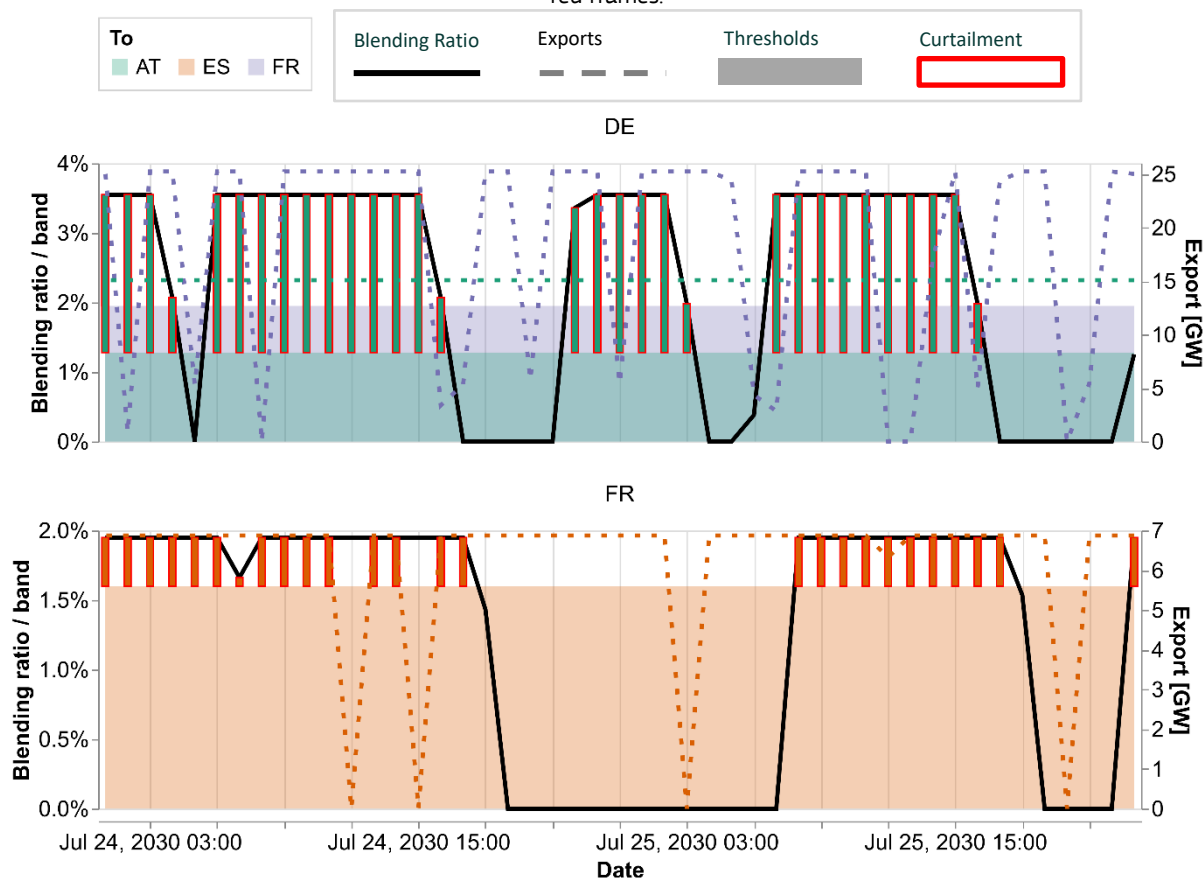 red frames.
To
AT ES FR
Blending Ratio Exports Thresholds Curtailment
DE
4%
3%
2%
1%
0%
Blending ratio / band
25
20
15
10
5
0
Export [GW]
FR
2.0%
1.5%
1.0%
0.5%
0.0%
Blending ratio / band
7
6
5
4
3
2
1
0
Export [GW]
Jul 24, 2030 03:00 Jul 24, 2030 15:00 Jul 25, 2030 03:00 Jul 25, 2030 15:00
Date